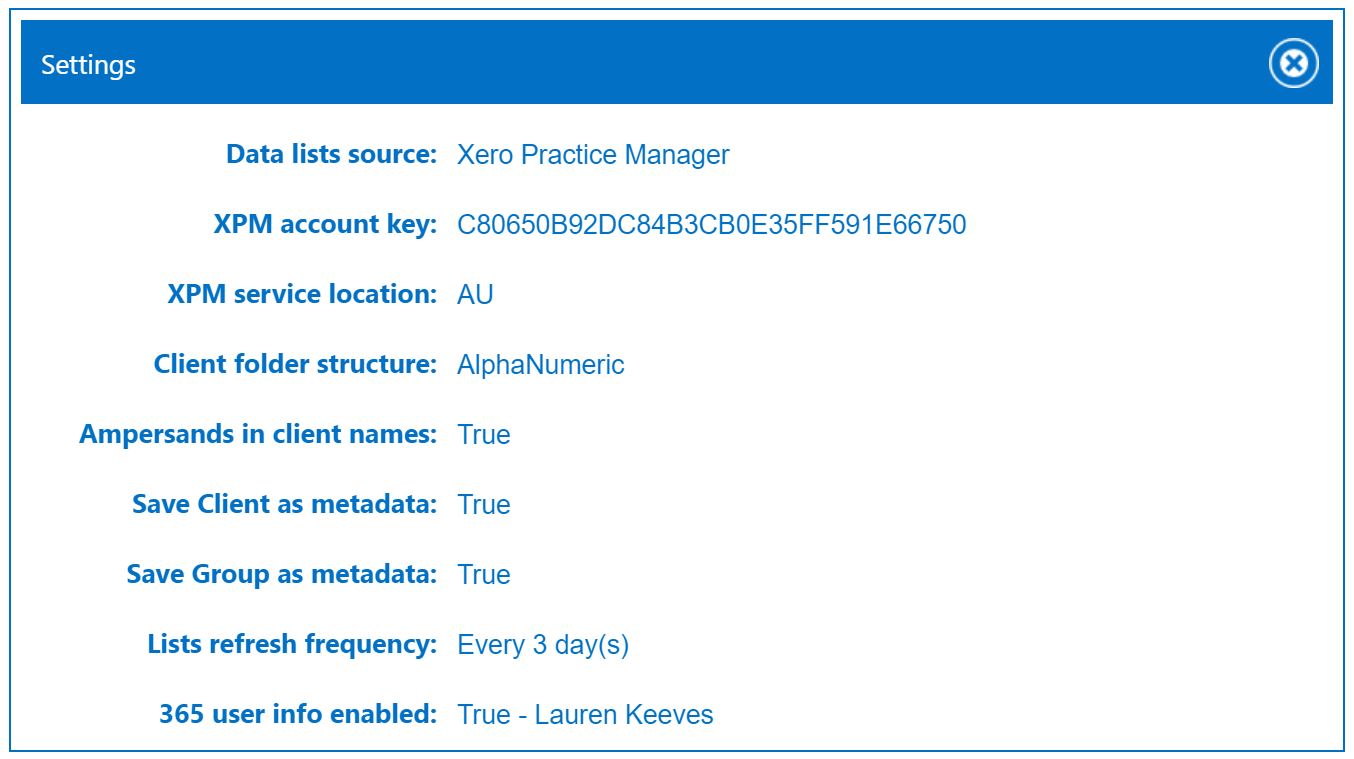 Settings
Data lists source: Xero Practice Manager
XPM account key: C80650B92DC84B3CB0E35FF591E66750
XPM service location: AU
Client folder structure: AlphaNumeric
Ampersands in client names: True
Save Client as metadata: True
Save Group as metadata: True
Lists refresh frequency: Every 3 day(s)
365 user info enabled: True - Lauren Keeves